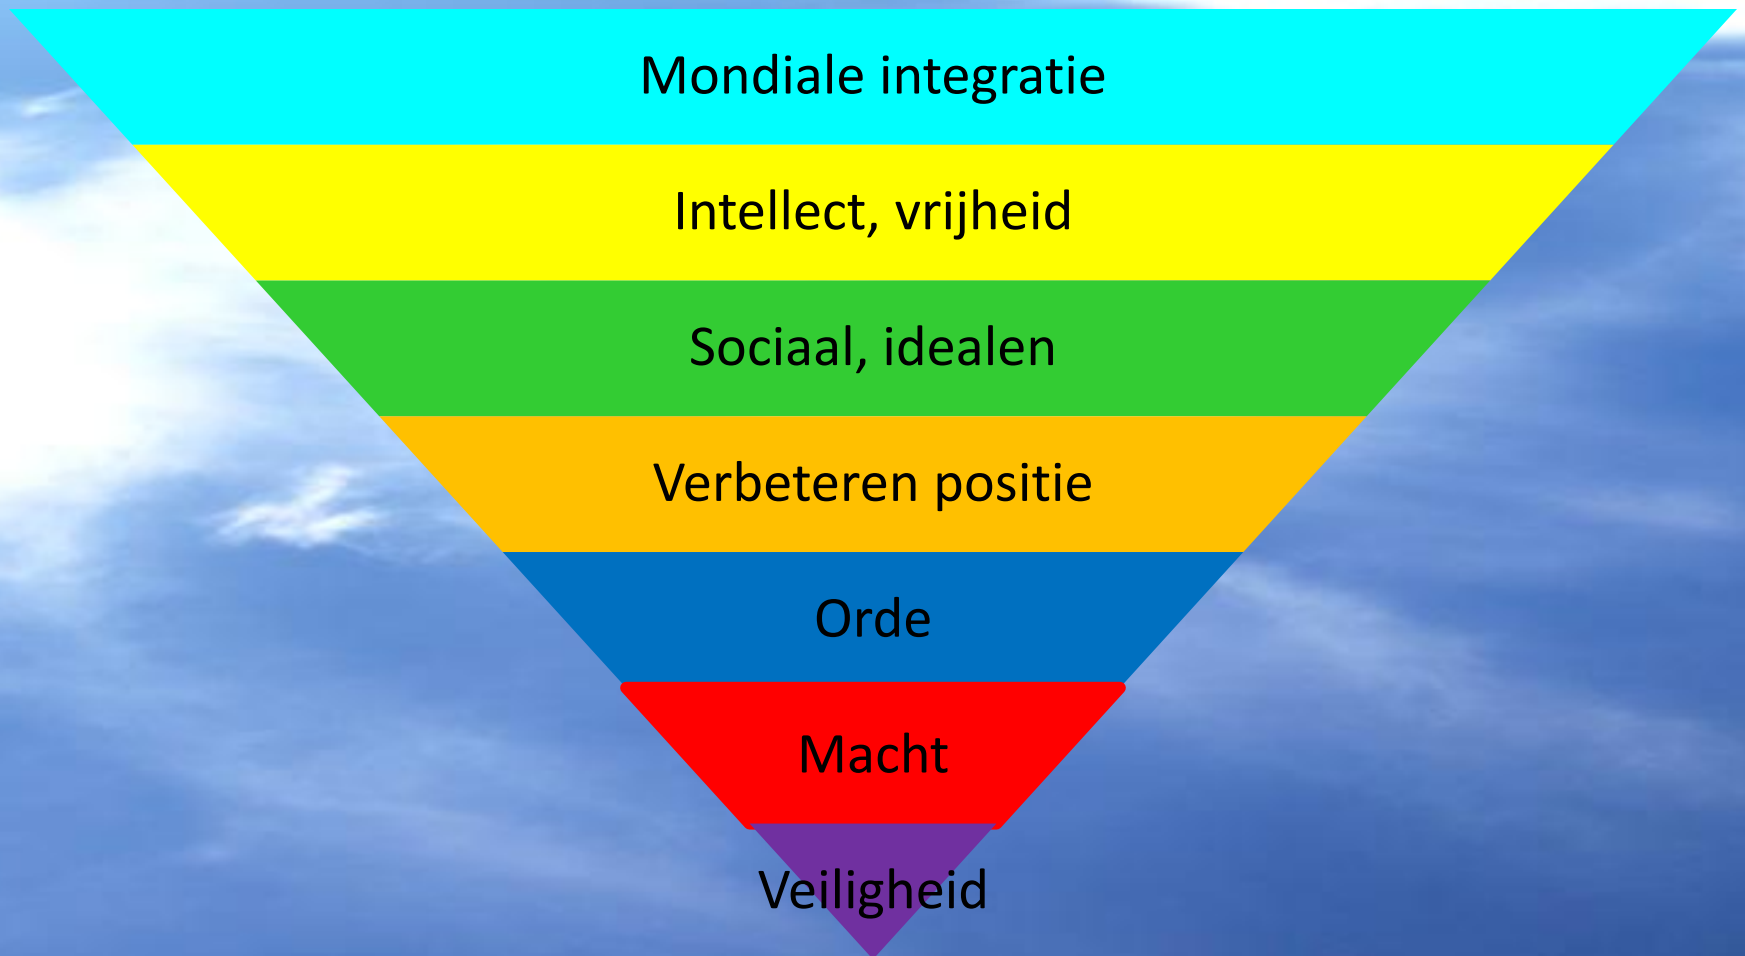 Mondiale integratie
Intellect, vrijheid
Sociaal, idealen
Verbeteren positie
Orde
Macht
Veiligheid